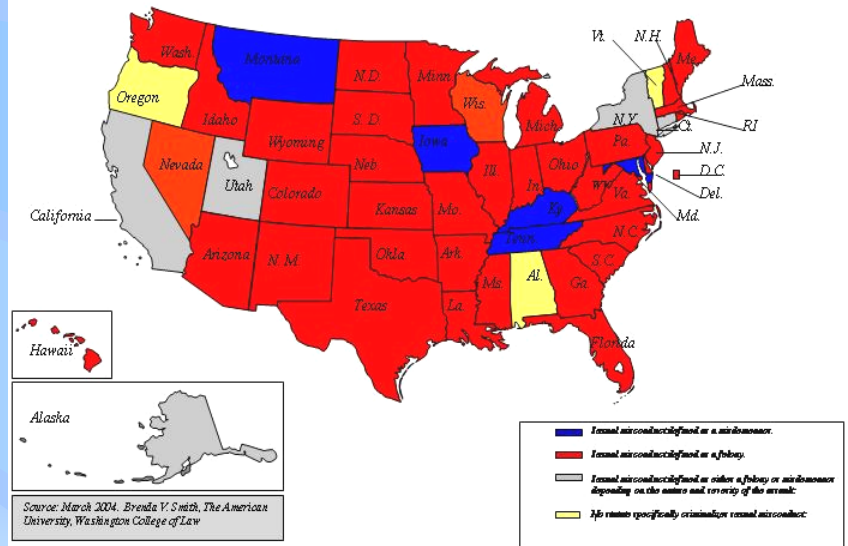 Vt.
N.H.
Me.
Wash.
Montana
N.D.
Minn
Mass.
Oregon
Idaho
S. D
Wis.
Mich
N.Y.
Ct.
RI
Wyoming
Iowa
Pa.
N.J.
Nevada
Neb
Ill.
In
Ohio
D.C.
Utah
Colorado
WV
Va.
Del.
California
Kansas
Mo.
Ky
Md.
Arizona
N.M.
Okla
Ark.
Tenn.
N.C
S.C.
Texas
La.
Ms.
Al.
Ga.
Florida
Hawaii
Alaska
Sexual misconduct defined as a misdemeanor.
Sexual misconduct defined as a felony.
Sexual misconduct defined as either a felony or misdemeanor
depending on the nature and severity of the assault.
No statute specifically criminalizes sexual misconduct.
Source: March 2004. Brenda V. Smith, The American
University, Washington College of Law